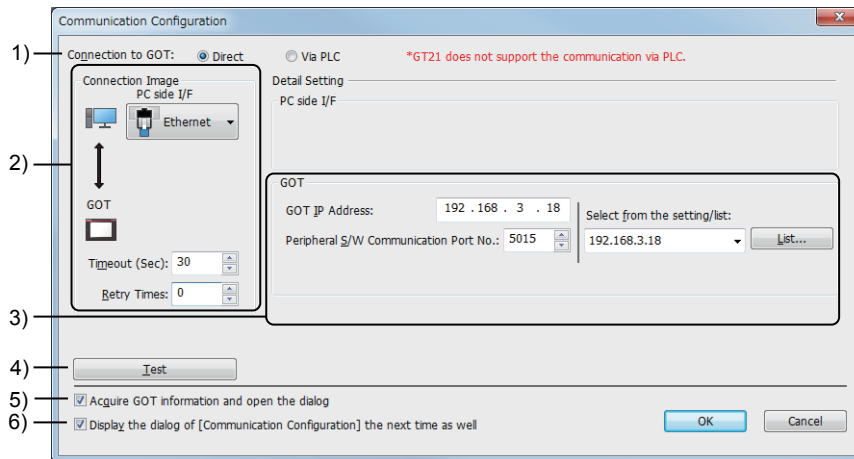 Communication Configuration
1) Connection to GOT: Direct Via PLC *GT21 does not support the communication via PLC.
Connection Image Detail Setting
PC side I/F PC side I/F
Ethernet
2)
GOT
GOT IP Address: 192 .168 . 3 . 18 Select from the setting/list:
GOT
Peripheral S/W Communication Port No.: 5015 192.168.3.18 List...
Timeout (Sec): 30
Retry Times: 0
3)
4) Test
5) Acquire GOT information and open the dialog
6) Display the dialog of [Communication Configuration] the next time as well OK Cancel